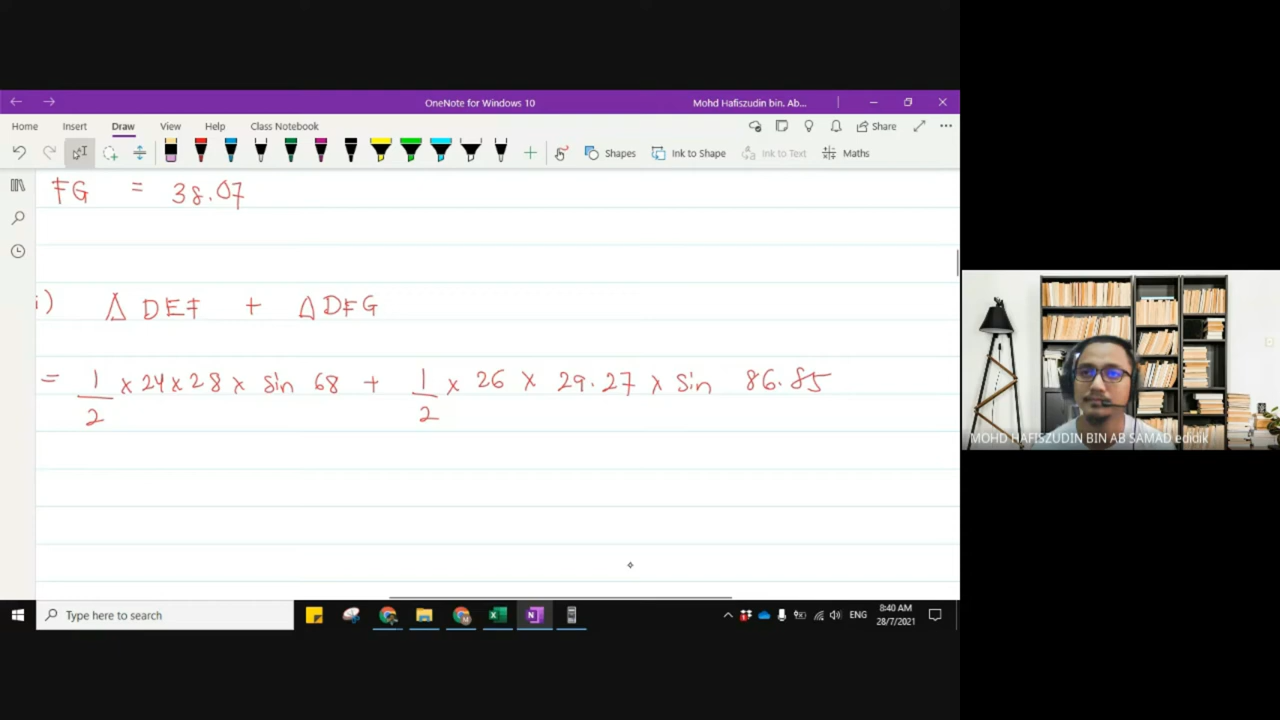 OneNote for Windows 10
Mohd Hafiszudin bin. Ab...
Home Insert Draw View Help Class Notebook
Share
Shapes Ink to Shape Ink to Text Maths
FG = 38.07
i) Δ DEF + Δ DFG
= 1/2 × 24 × 28 × sin 68 + 1/2 × 26 × 29.27 × sin 86.85
MOHD HAFISZUDIN BIN AB SAMAD edidik
Type here to search
ENG
8:40 AM
28/7/2021